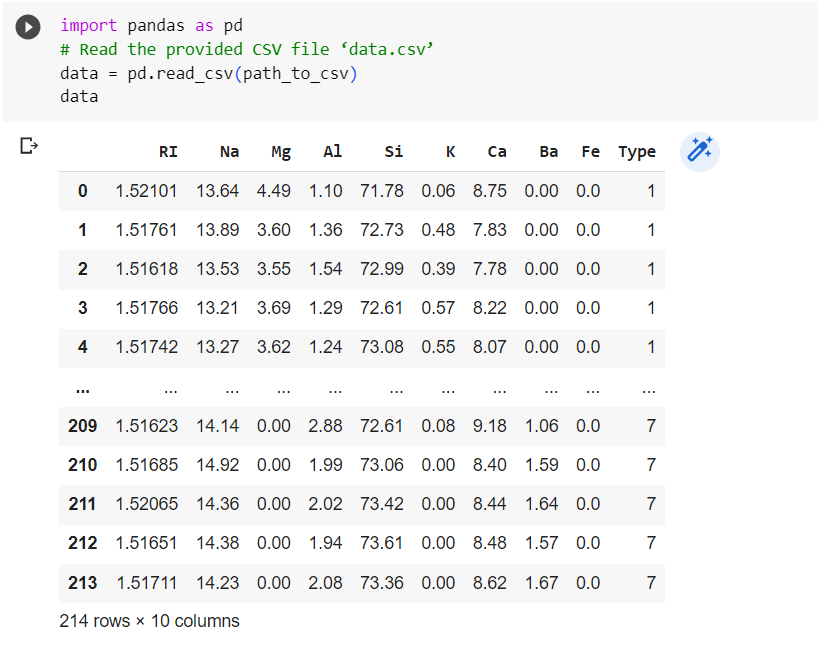 import pandas as pd
# Read the provided CSV file ‘data.csv’
data = pd.read_csv(path_to_csv)
data
RI Na Mg Al Si K Ca Ba Fe Type
0 1.52101 13.64 4.49 1.10 71.78 0.06 8.75 0.00 0.0 1
1 1.51761 13.89 3.60 1.36 72.73 0.48 7.83 0.00 0.0 1
2 1.51618 13.53 3.55 1.54 72.99 0.39 7.78 0.00 0.0 1
3 1.51766 13.21 3.69 1.29 72.61 0.57 8.22 0.00 0.0 1
4 1.51742 13.27 3.62 1.24 73.08 0.55 8.07 0.00 0.0 1
... ... ... ... ... ... ... ... ... ... ...
209 1.51623 14.14 0.00 2.88 72.61 0.08 9.18 1.06 0.0 7
210 1.51685 14.92 0.00 1.99 73.06 0.00 8.40 1.59 0.0 7
211 1.52065 14.36 0.00 2.02 73.42 0.00 8.44 1.64 0.0 7
212 1.51651 14.38 0.00 1.94 73.61 0.00 8.48 1.57 0.0 7
213 1.51711 14.23 0.00 2.08 73.36 0.00 8.62 1.67 0.0 7
214 rows × 10 columns